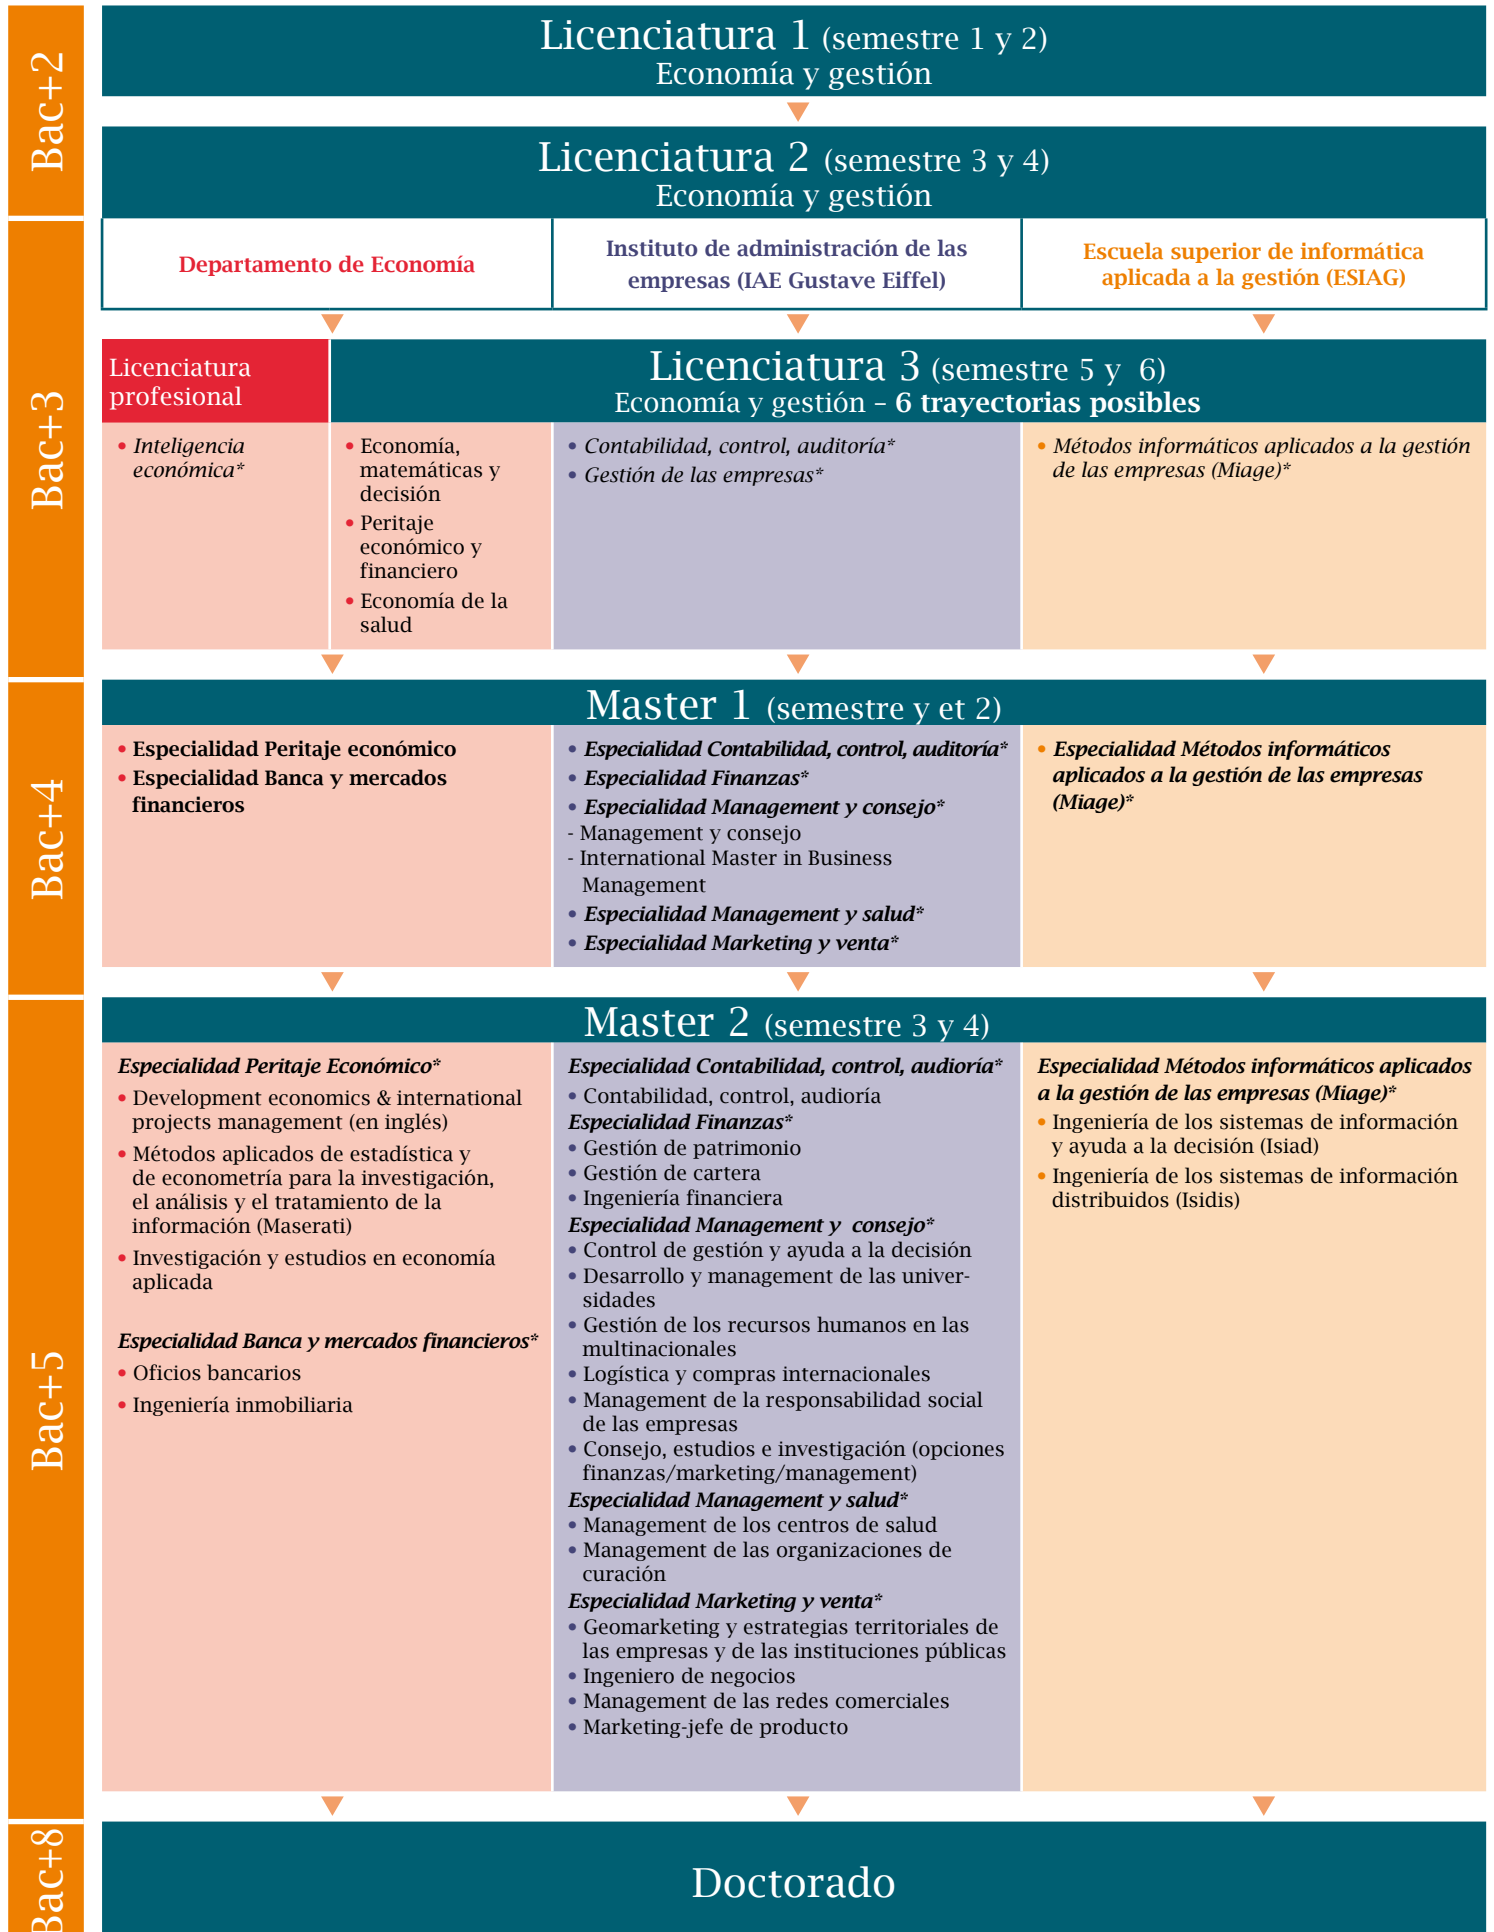 Bac+2
Licenciatura 1 (semestre 1 y 2)
Economía y gestión
Licenciatura 2 (semestre 3 y 4)
Economía y gestión
Bac+3
Departamento de Economía
Instituto de administración de las
empresas (IAE Gustave Eiffel)
Escuela superior de informática
aplicada a la gestión (ESIAG)
Licenciatura
profesional
Licenciatura 3 (semestre 5 y 6)
Economía y gestión – 6 trayectorias posibles
• Inteligencia
económica*
• Economía,
matemáticas y
decisión
• Peritaje
económico y
financiero
• Economía de la
salud
• Contabilidad, control, auditoría*
• Gestión de las empresas*
• Métodos informáticos aplicados a la gestión
de las empresas (Miage)*
Bac+4
Master 1 (semestre y et 2)
• Especialidad Peritaje económico
• Especialidad Banca y mercados
financieros
• Especialidad Contabilidad, control, auditoría*
• Especialidad Finanzas*
• Especialidad Management y consejo*
- Management y consejo
- International Master in Business
Management
• Especialidad Management y salud*
• Especialidad Marketing y venta*
• Especialidad Métodos informáticos
aplicados a la gestión de las empresas
(Miage)*
Bac+5
Master 2 (semestre 3 y 4)
Especialidad Peritaje Económico*
• Development economics & international
projects management (en inglés)
• Métodos aplicados de estadística y
de econometría para la investigación,
el análisis y el tratamiento de la
información (Maserati)
• Investigación y estudios en economía
aplicada
Especialidad Banca y mercados financieros*
• Oficios bancarios
• Ingeniería inmobiliaria
Especialidad Contabilidad, control, audioría*
• Contabilidad, control, audioría
Especialidad Finanzas*
• Gestión de patrimonio
• Gestión de cartera
• Ingeniería financiera
Especialidad Management y consejo*
• Control de gestión y ayuda a la decisión
• Desarrollo y management de las univer-
sidades
• Gestión de los recursos humanos en las
multinacionales
• Logística y compras internacionales
• Management de la responsabilidad social
de las empresas
• Consejo, estudios e investigación (opciones
finanzas/marketing/management)
Especialidad Management y salud*
• Management de los centros de salud
• Management de las organizaciones de
curación
Especialidad Marketing y venta*
• Geomarketing y estrategias territoriales de
las empresas y de las instituciones públicas
• Ingeniero de negocios
• Management de las redes comerciales
• Marketing-jefe de producto
Especialidad Métodos informáticos aplicados
a la gestión de las empresas (Miage)*
• Ingeniería de los sistemas de información
y ayuda a la decisión (Isiad)
• Ingeniería de los sistemas de información
distribuidos (Isidis)
Bac+8
Doctorado